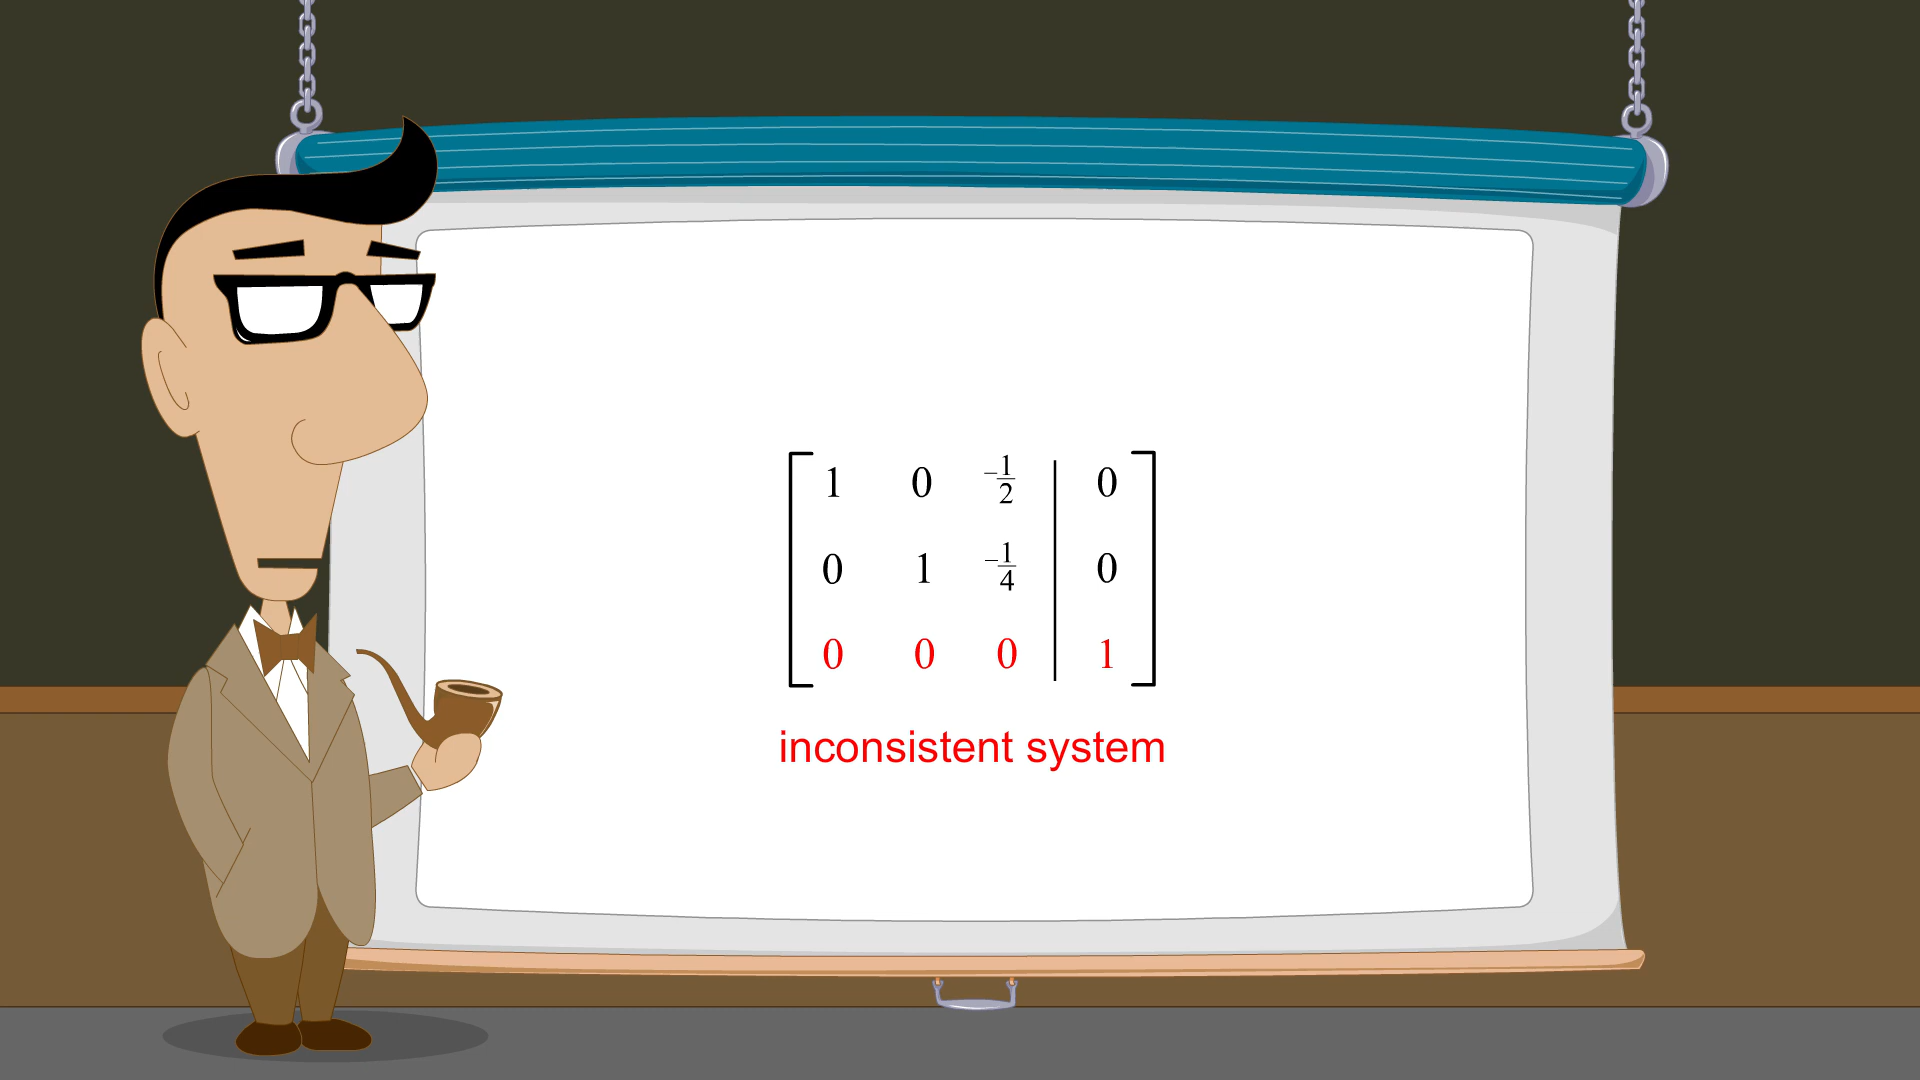 1 0 -1/2 | 0
0 1 -1/4 | 0
0 0 0 | 1
inconsistent system